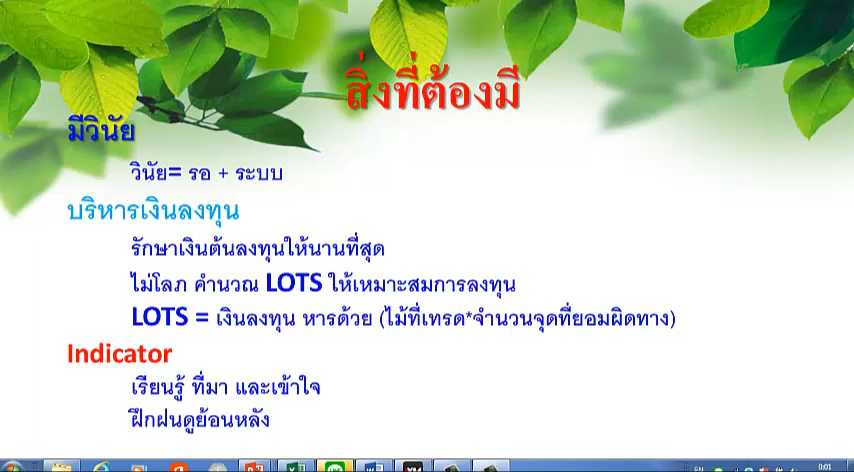 สิ่งที่ต้องมี
มีวินัย
วินัย= รอ + ระบบ
บริหารเงินลงทุน
รักษาเงินต้นลงทุนให้นานที่สุด
ไม่โลภ คำนวณ LOTS ให้เหมาะสมการลงทุน
LOTS = เงินลงทุน หารด้วย (ไม้ที่เทรด*จำนวนจุดที่ยอมผิดทาง)
Indicator
เรียนรู้ ที่มา และเข้าใจ
ฝึกฝนดูย้อนหลัง
EN
0:01